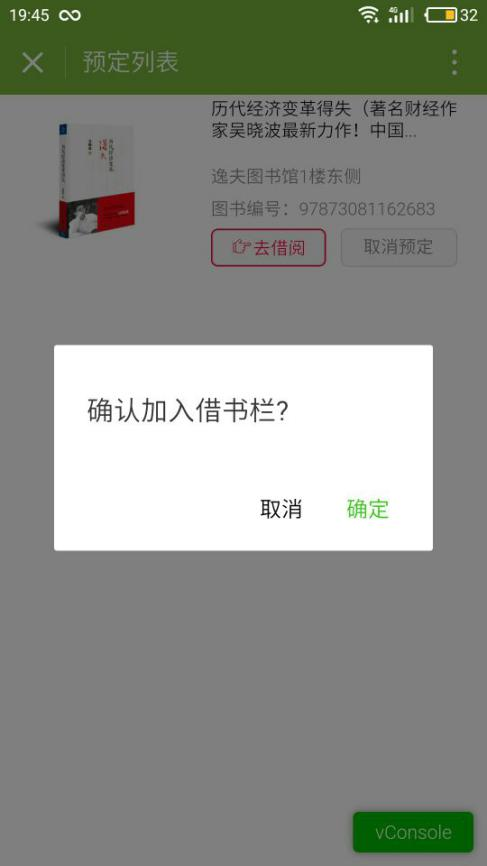 19:45
4G
32
预定列表
历代经济变革得失（著名财经作
家吴晓波最新力作！中国...
逸夫图书馆1楼东侧
图书编号：97873081162683
去借阅
取消预定
确认加入借书栏?
取消
确定
vConsole